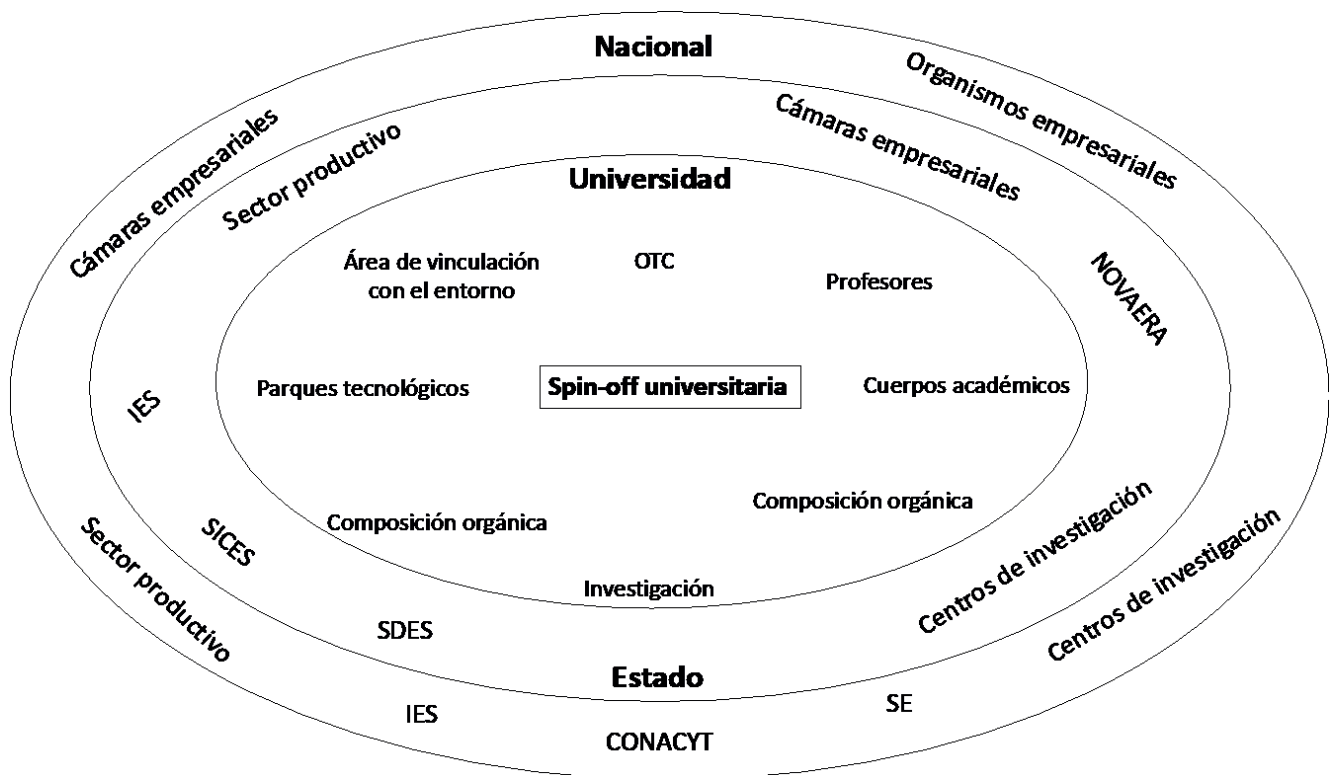 Nacional
Organismos empresariales
Cámaras empresariales
Sector productivo
Cámaras empresariales
Universidad
Área de vinculación
con el entorno
OTC
Profesores
NOVAERA
IES
Parques tecnológicos
Spin-off universitaria
Cuerpos académicos
Composición orgánica
Composición orgánica
SICES
Investigación
Centros de investigación
Centros de investigación
Sector productivo
SDES
Estado
IES
SE
CONACYT